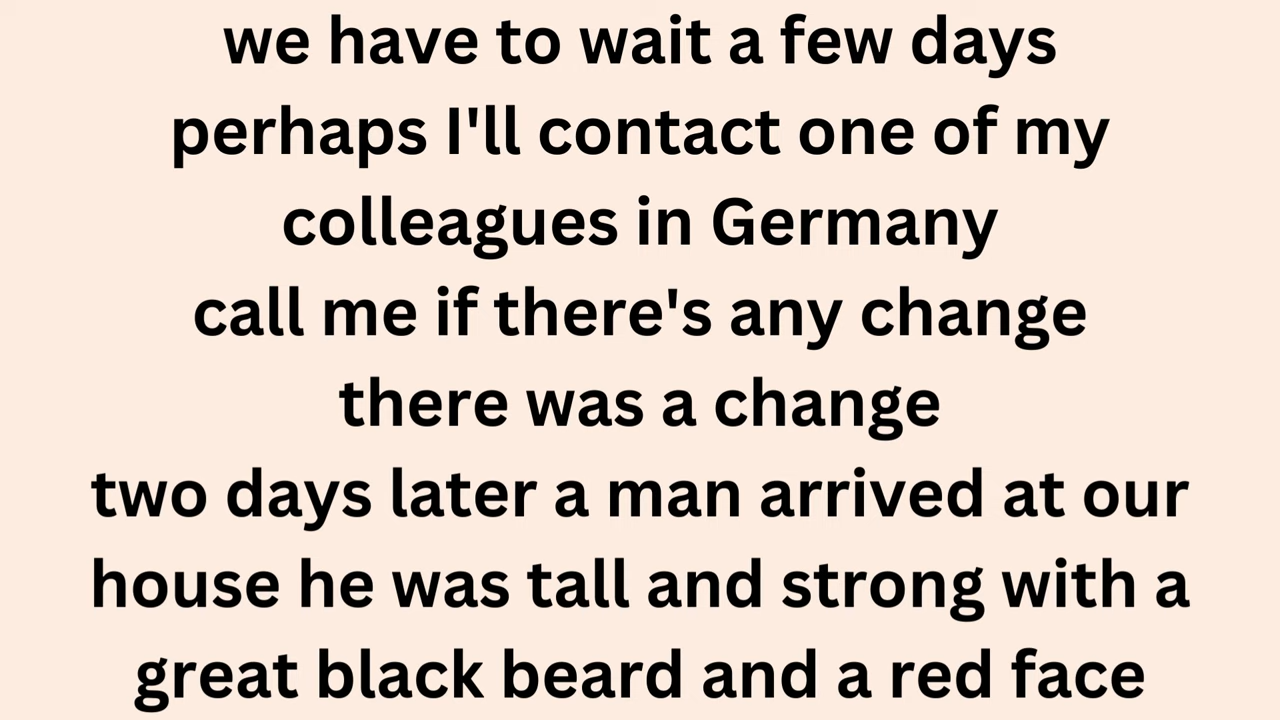 we have to wait a few days
perhaps I'll contact one of my
colleagues in Germany
call me if there's any change
there was a change
two days later a man arrived at our
house he was tall and strong with a
great black beard and a red face